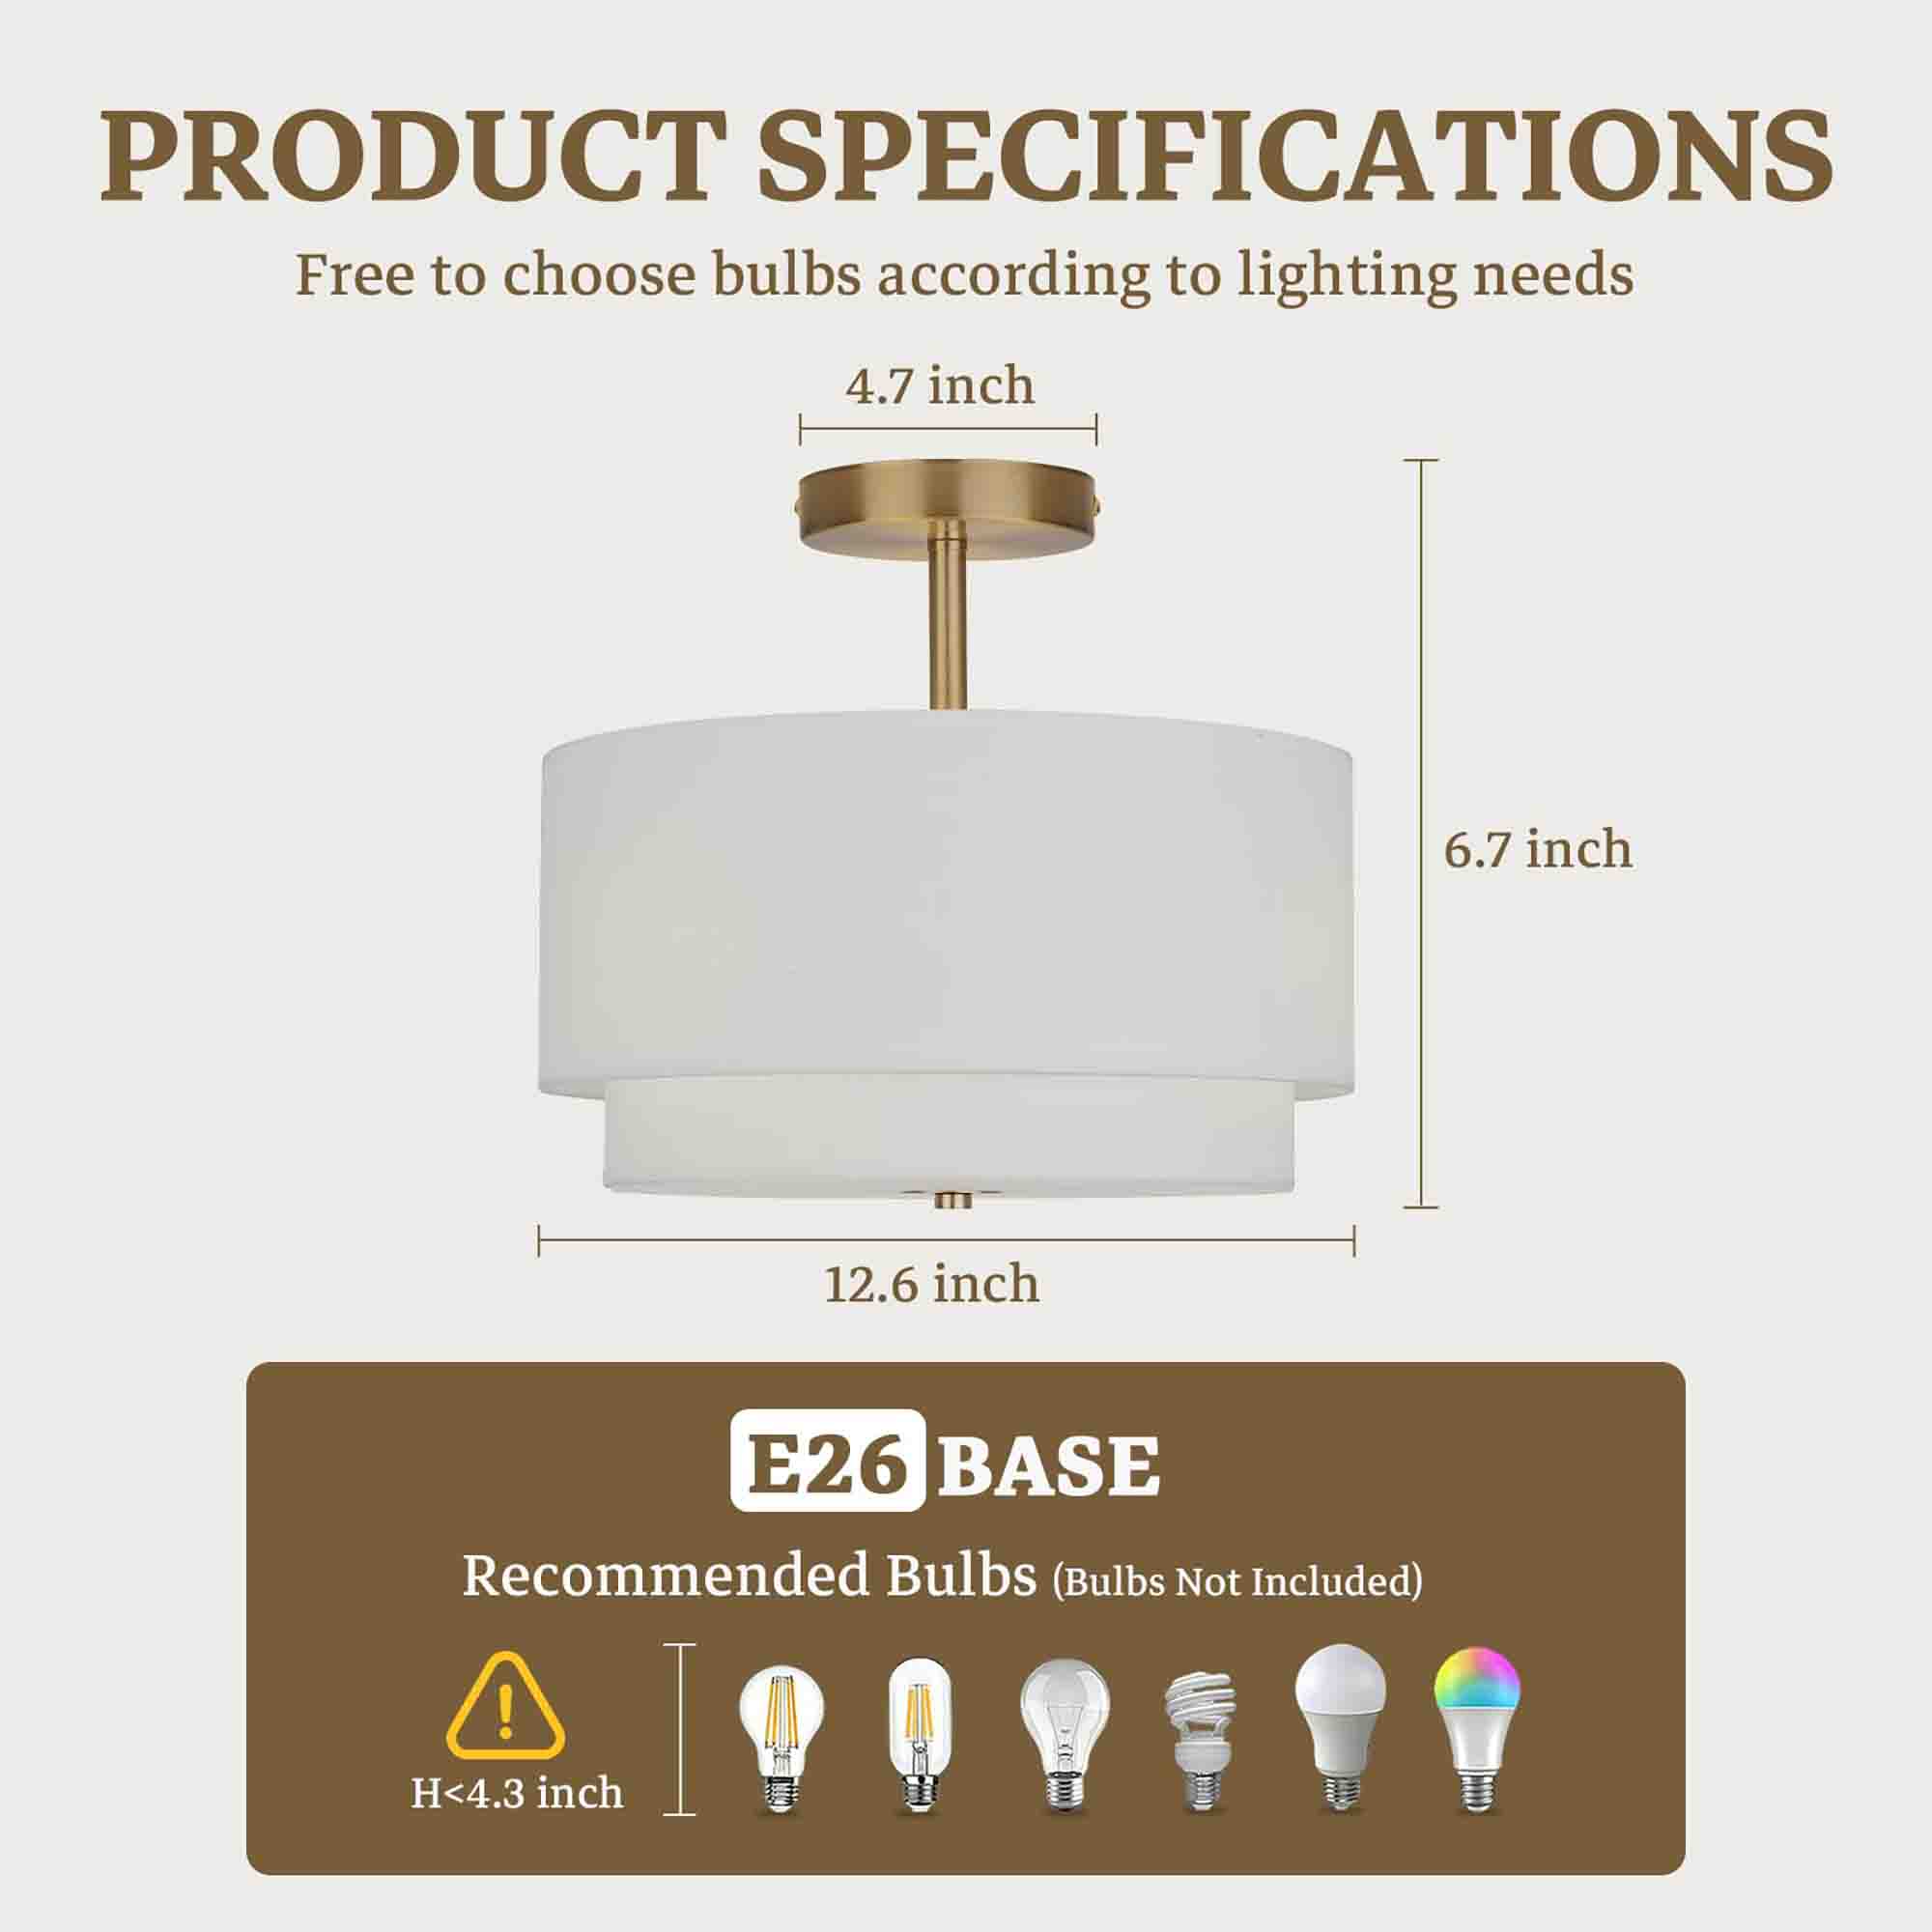 PRODUCT SPECIFICATIONS
Free to choose bulbs according to lighting needs
4.7 inch
6.7 inch
12.6 inch
E26 BASE
Recommended Bulbs (Bulbs Not Included)
H<4.3 inch